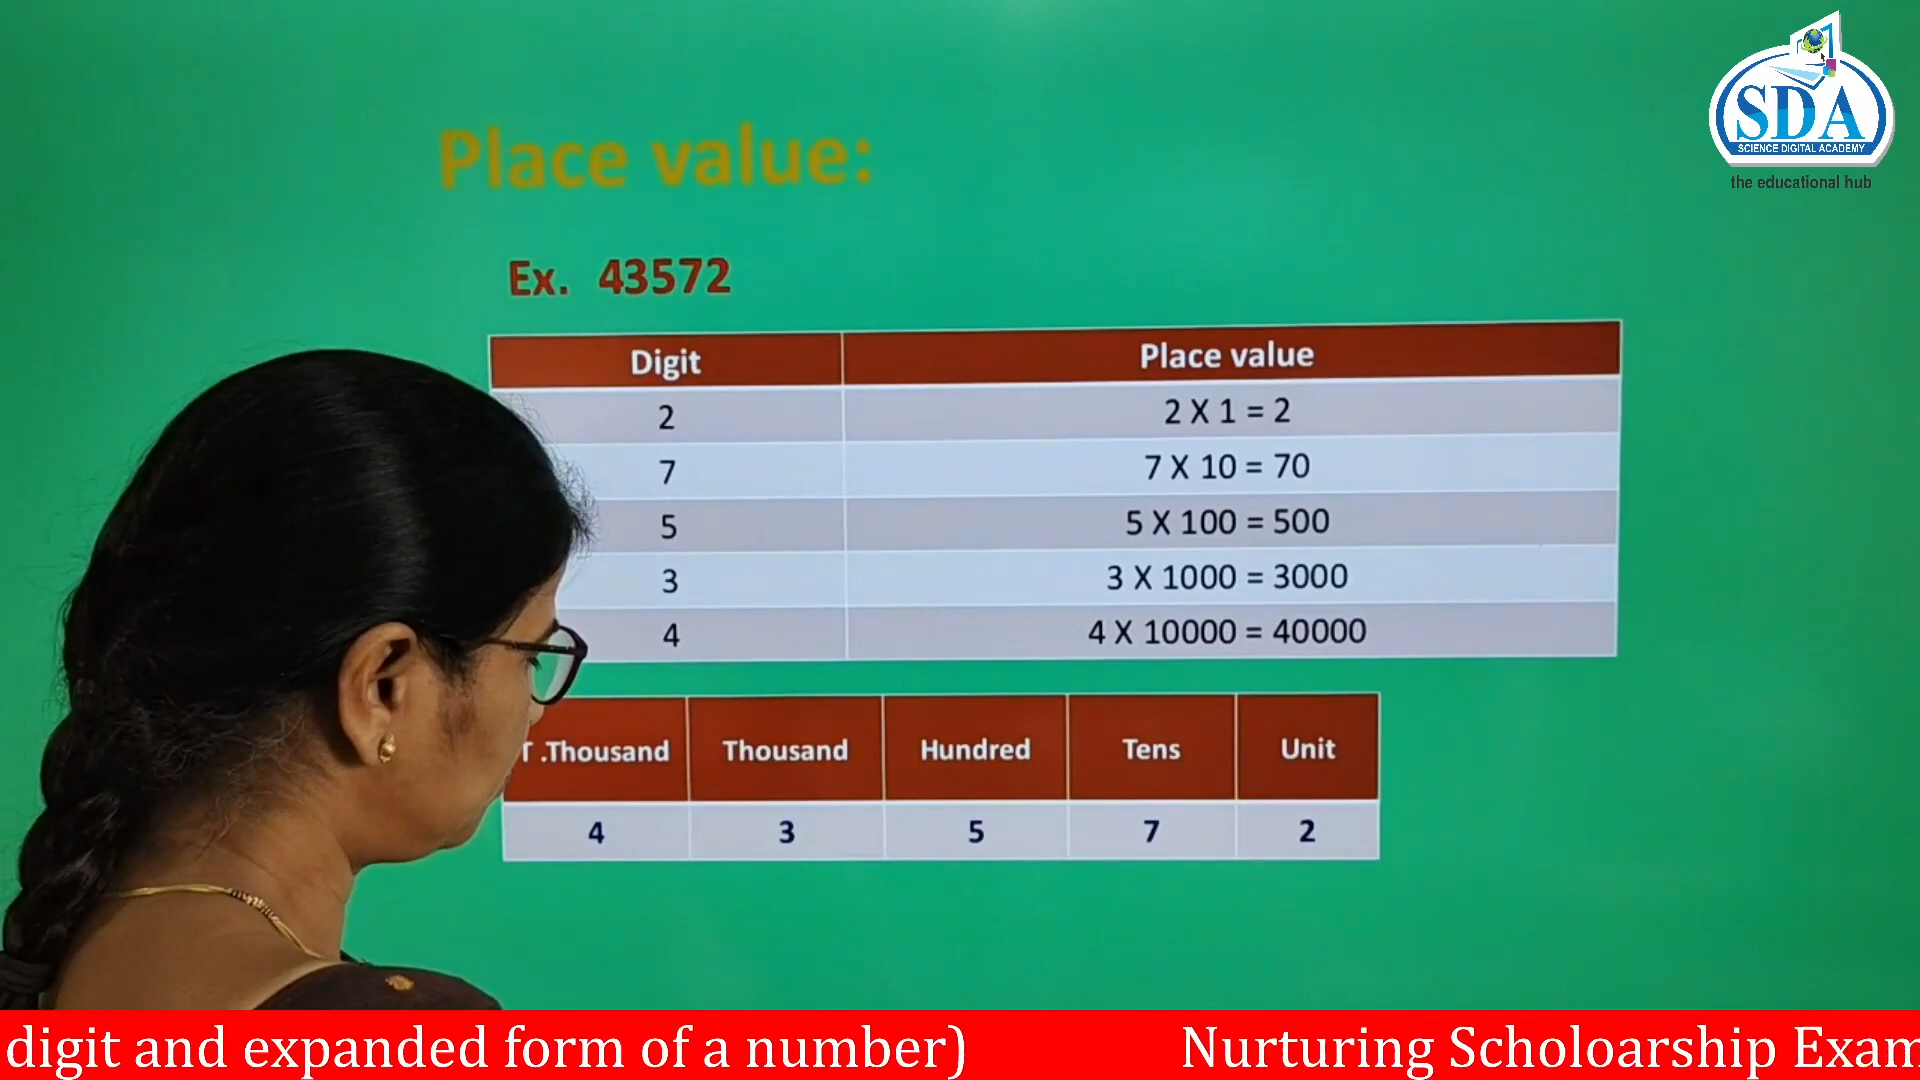 SDA
SCIENCE DIGITAL ACADEMY
the educational hub
Place value:
Ex. 43572
Digit Place value
2 2 X 1 = 2
7 7 X 10 = 70
5 5 X 100 = 500
3 3 X 1000 = 3000
4 4 X 10000 = 40000
T .Thousand Thousand Hundred Tens Unit
4 3 5 7 2
digit and expanded form of a number) Nurturing Scholoarship Exam